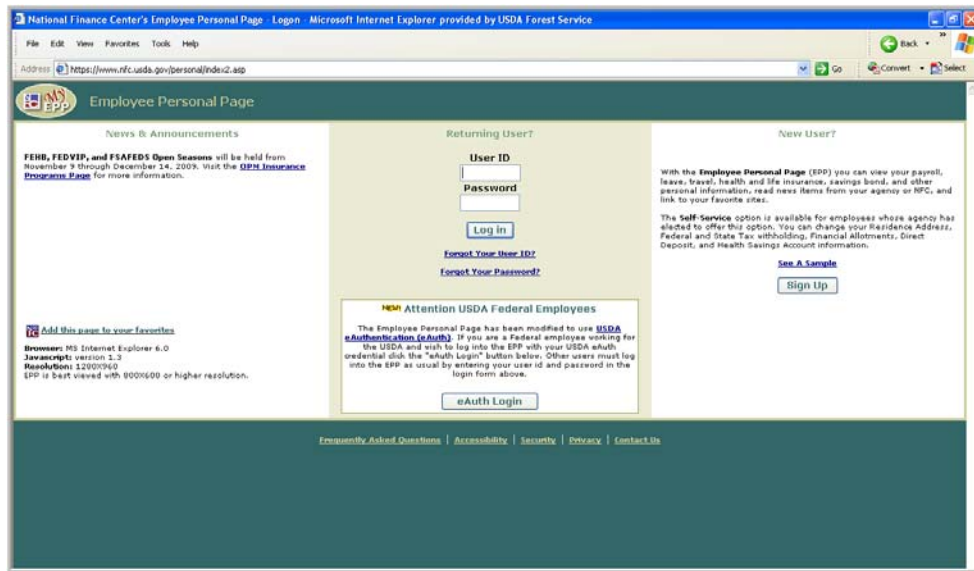 National Finance Center's Employee Personal Page - Logon - Microsoft Internet Explorer provided by USDA Forest Service
File Edit View Favorites Tools Help
Back
Address https://www.nfc.usda.gov/personal/index2.asp
Go
Convert
Select
MY EPP
Employee Personal Page
News & Announcements
FEHB, FEDVIP, and FSAFEDS Open Seasons will be held from
November 9 through December 14, 2009. Visit the OPM Insurance
Programs Page for more information.
Add this page to your favorites
Browser: MS Internet Explorer 6.0
Javascript: version 1.3
Resolution: 1280X960
EPP is best viewed with 800X600 or higher resolution.
Returning User?
User ID
Password
Log in
Forgot Your User ID?
Forgot Your Password?
NEW! Attention USDA Federal Employees
The Employee Personal Page has been modified to use USDA
eAuthentication (eAuth). If you are a Federal employee working for
the USDA and wish to log into the EPP with your USDA eAuth
credential click the "eAuth Login" button below. Other users must log
into the EPP as usual by entering your user id and password in the
login form above.
eAuth Login
New User?
With the Employee Personal Page (EPP) you can view your payroll,
leave, travel, health and life insurance, savings bond, and other
personal information, read news items from your agency or NFC, and
link to your favorite sites.
The Self-Service option is available for employees whose agency has
elected to offer this option. You can change your Residence Address,
Federal and State Tax withholding, Financial Allotments, Direct
Deposit, and Health Savings Account information.
See A Sample
Sign Up
Frequently Asked Questions | Accessibility | Security | Privacy | Contact Us